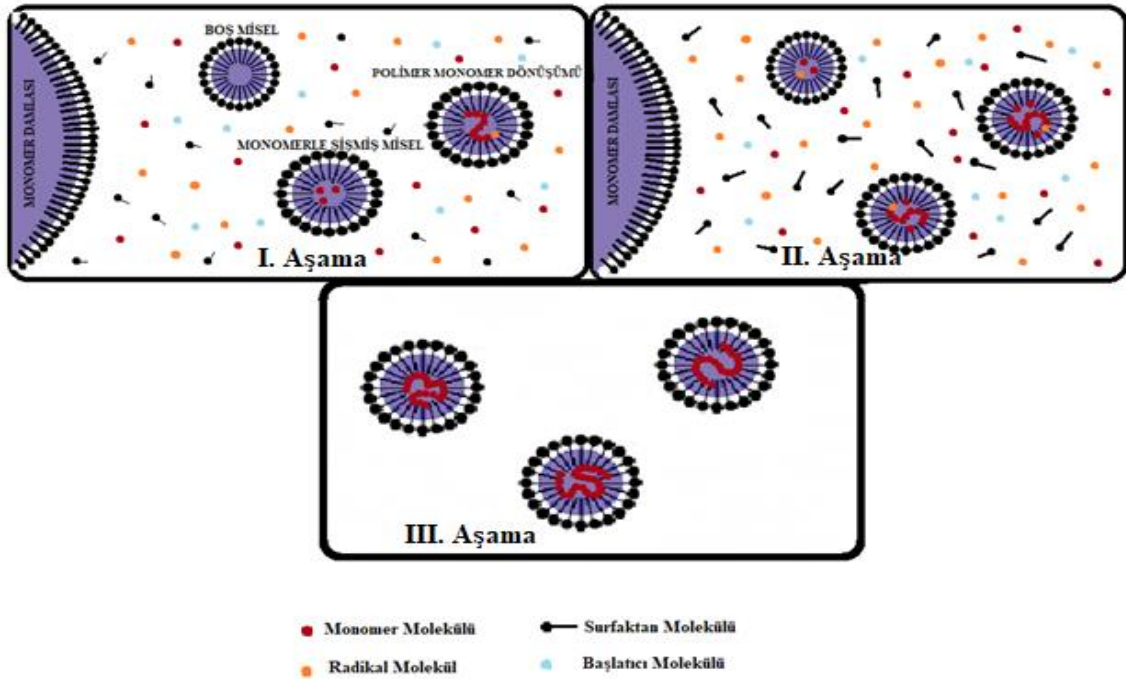 BOŞ MİSEL
POLİMER MONOMER DÖNÜŞÜMÜ
MONOMERLE ŞİŞMİŞ MİSEL
MONOMER DAMLASI
I. Aşama
MONOMER DAMLASI
II. Aşama
III. Aşama
Monomer Molekülü
Surfaktan Molekülü
Radikal Molekül
Başlatıcı Molekülü